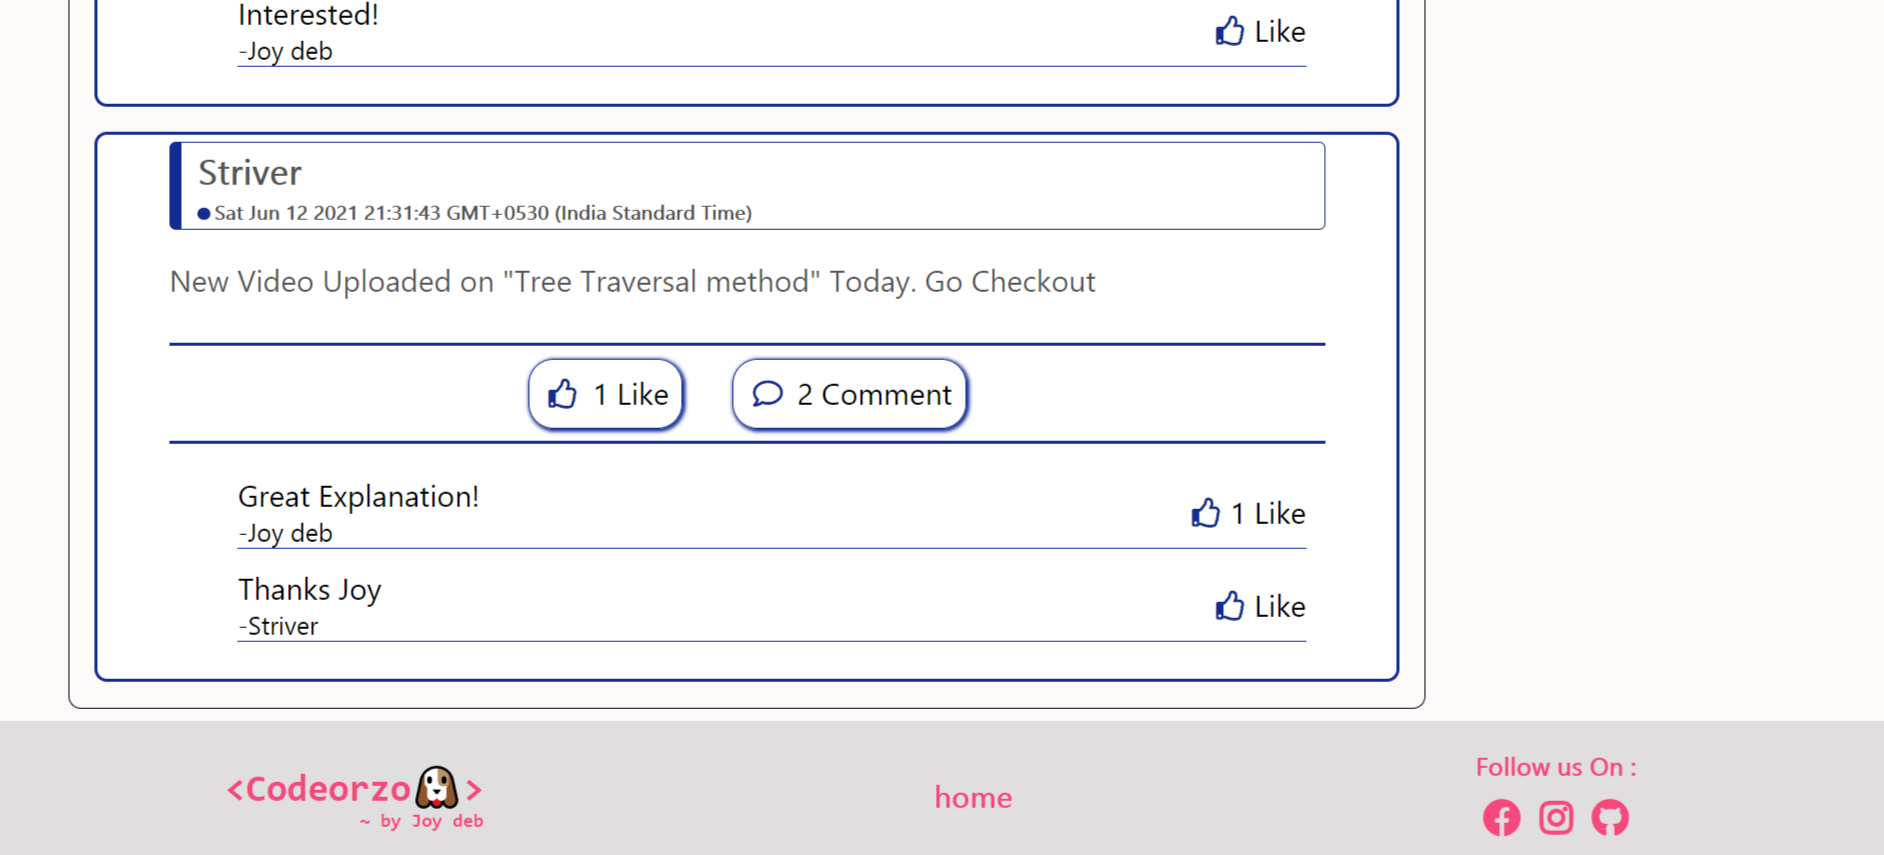 Interested!
-Joy deb
Like
Striver
Sat Jun 12 2021 21:31:43 GMT+0530 (India Standard Time)
New Video Uploaded on "Tree Traversal method" Today. Go Checkout
1 Like
2 Comment
Great Explanation!
-Joy deb
1 Like
Thanks Joy
-Striver
Like
<Codeorzo>
~ by Joy deb
home
Follow us On :